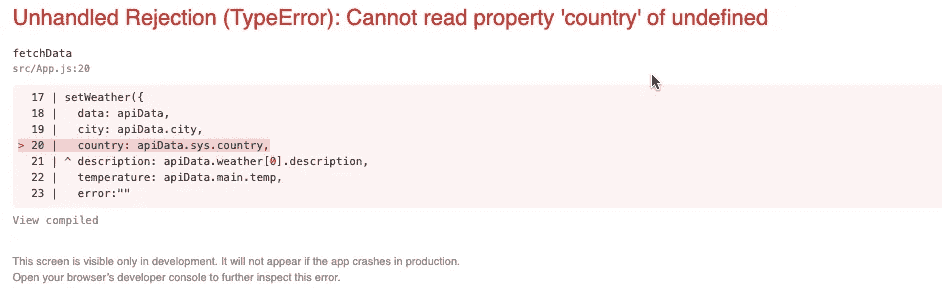 Unhandled Rejection (TypeError): Cannot read property 'country' of undefined
fetchData
src/App.js:20
17 | setWeather({
18 |   data: apiData,
19 |   city: apiData.city,
> 20 |   country: apiData.sys.country,
21 | ^ description: apiData.weather[0].description,
22 |   temperature: apiData.main.temp,
23 |   error:""
View compiled
This screen is visible only in development. It will not appear if the app crashes in production.
Open your browser's developer console to further inspect this error.